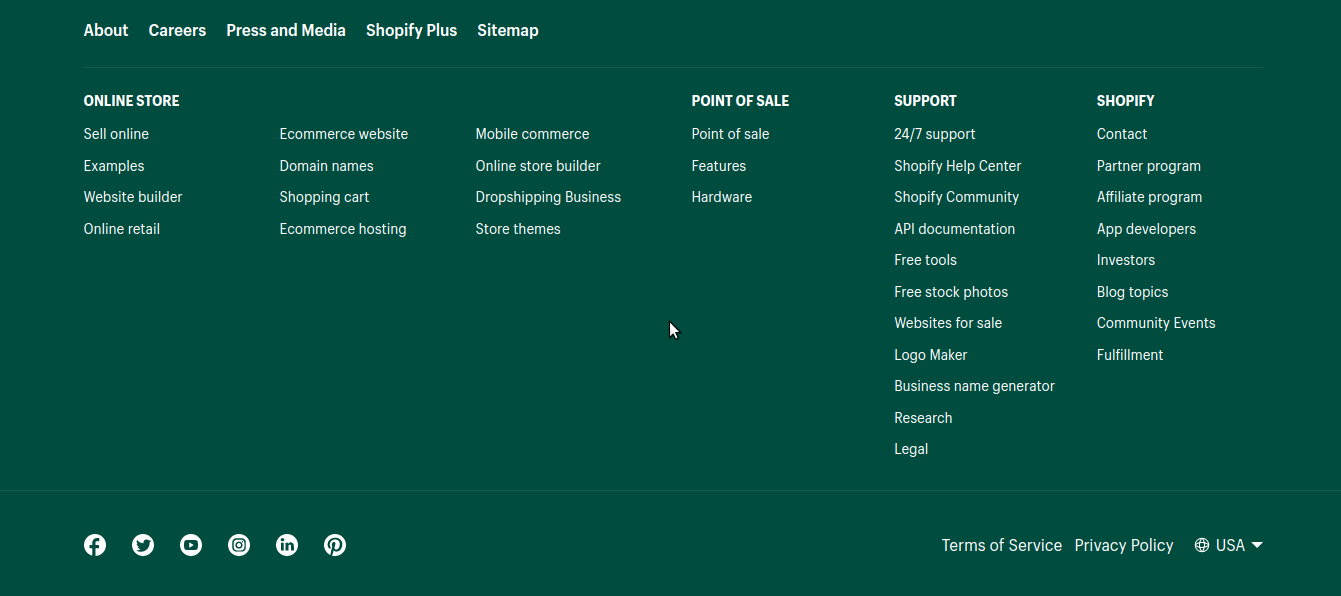 About Careers Press and Media Shopify Plus Sitemap
ONLINE STORE
Sell online
Examples
Website builder
Online retail
Ecommerce website
Domain names
Shopping cart
Ecommerce hosting
Mobile commerce
Online store builder
Dropshipping Business
Store themes
POINT OF SALE
Point of sale
Features
Hardware
SUPPORT
24/7 support
Shopify Help Center
Shopify Community
API documentation
Free tools
Free stock photos
Websites for sale
Logo Maker
Business name generator
Research
Legal
SHOPIFY
Contact
Partner program
Affiliate program
App developers
Investors
Blog topics
Community Events
Fulfillment
Terms of Service Privacy Policy USA